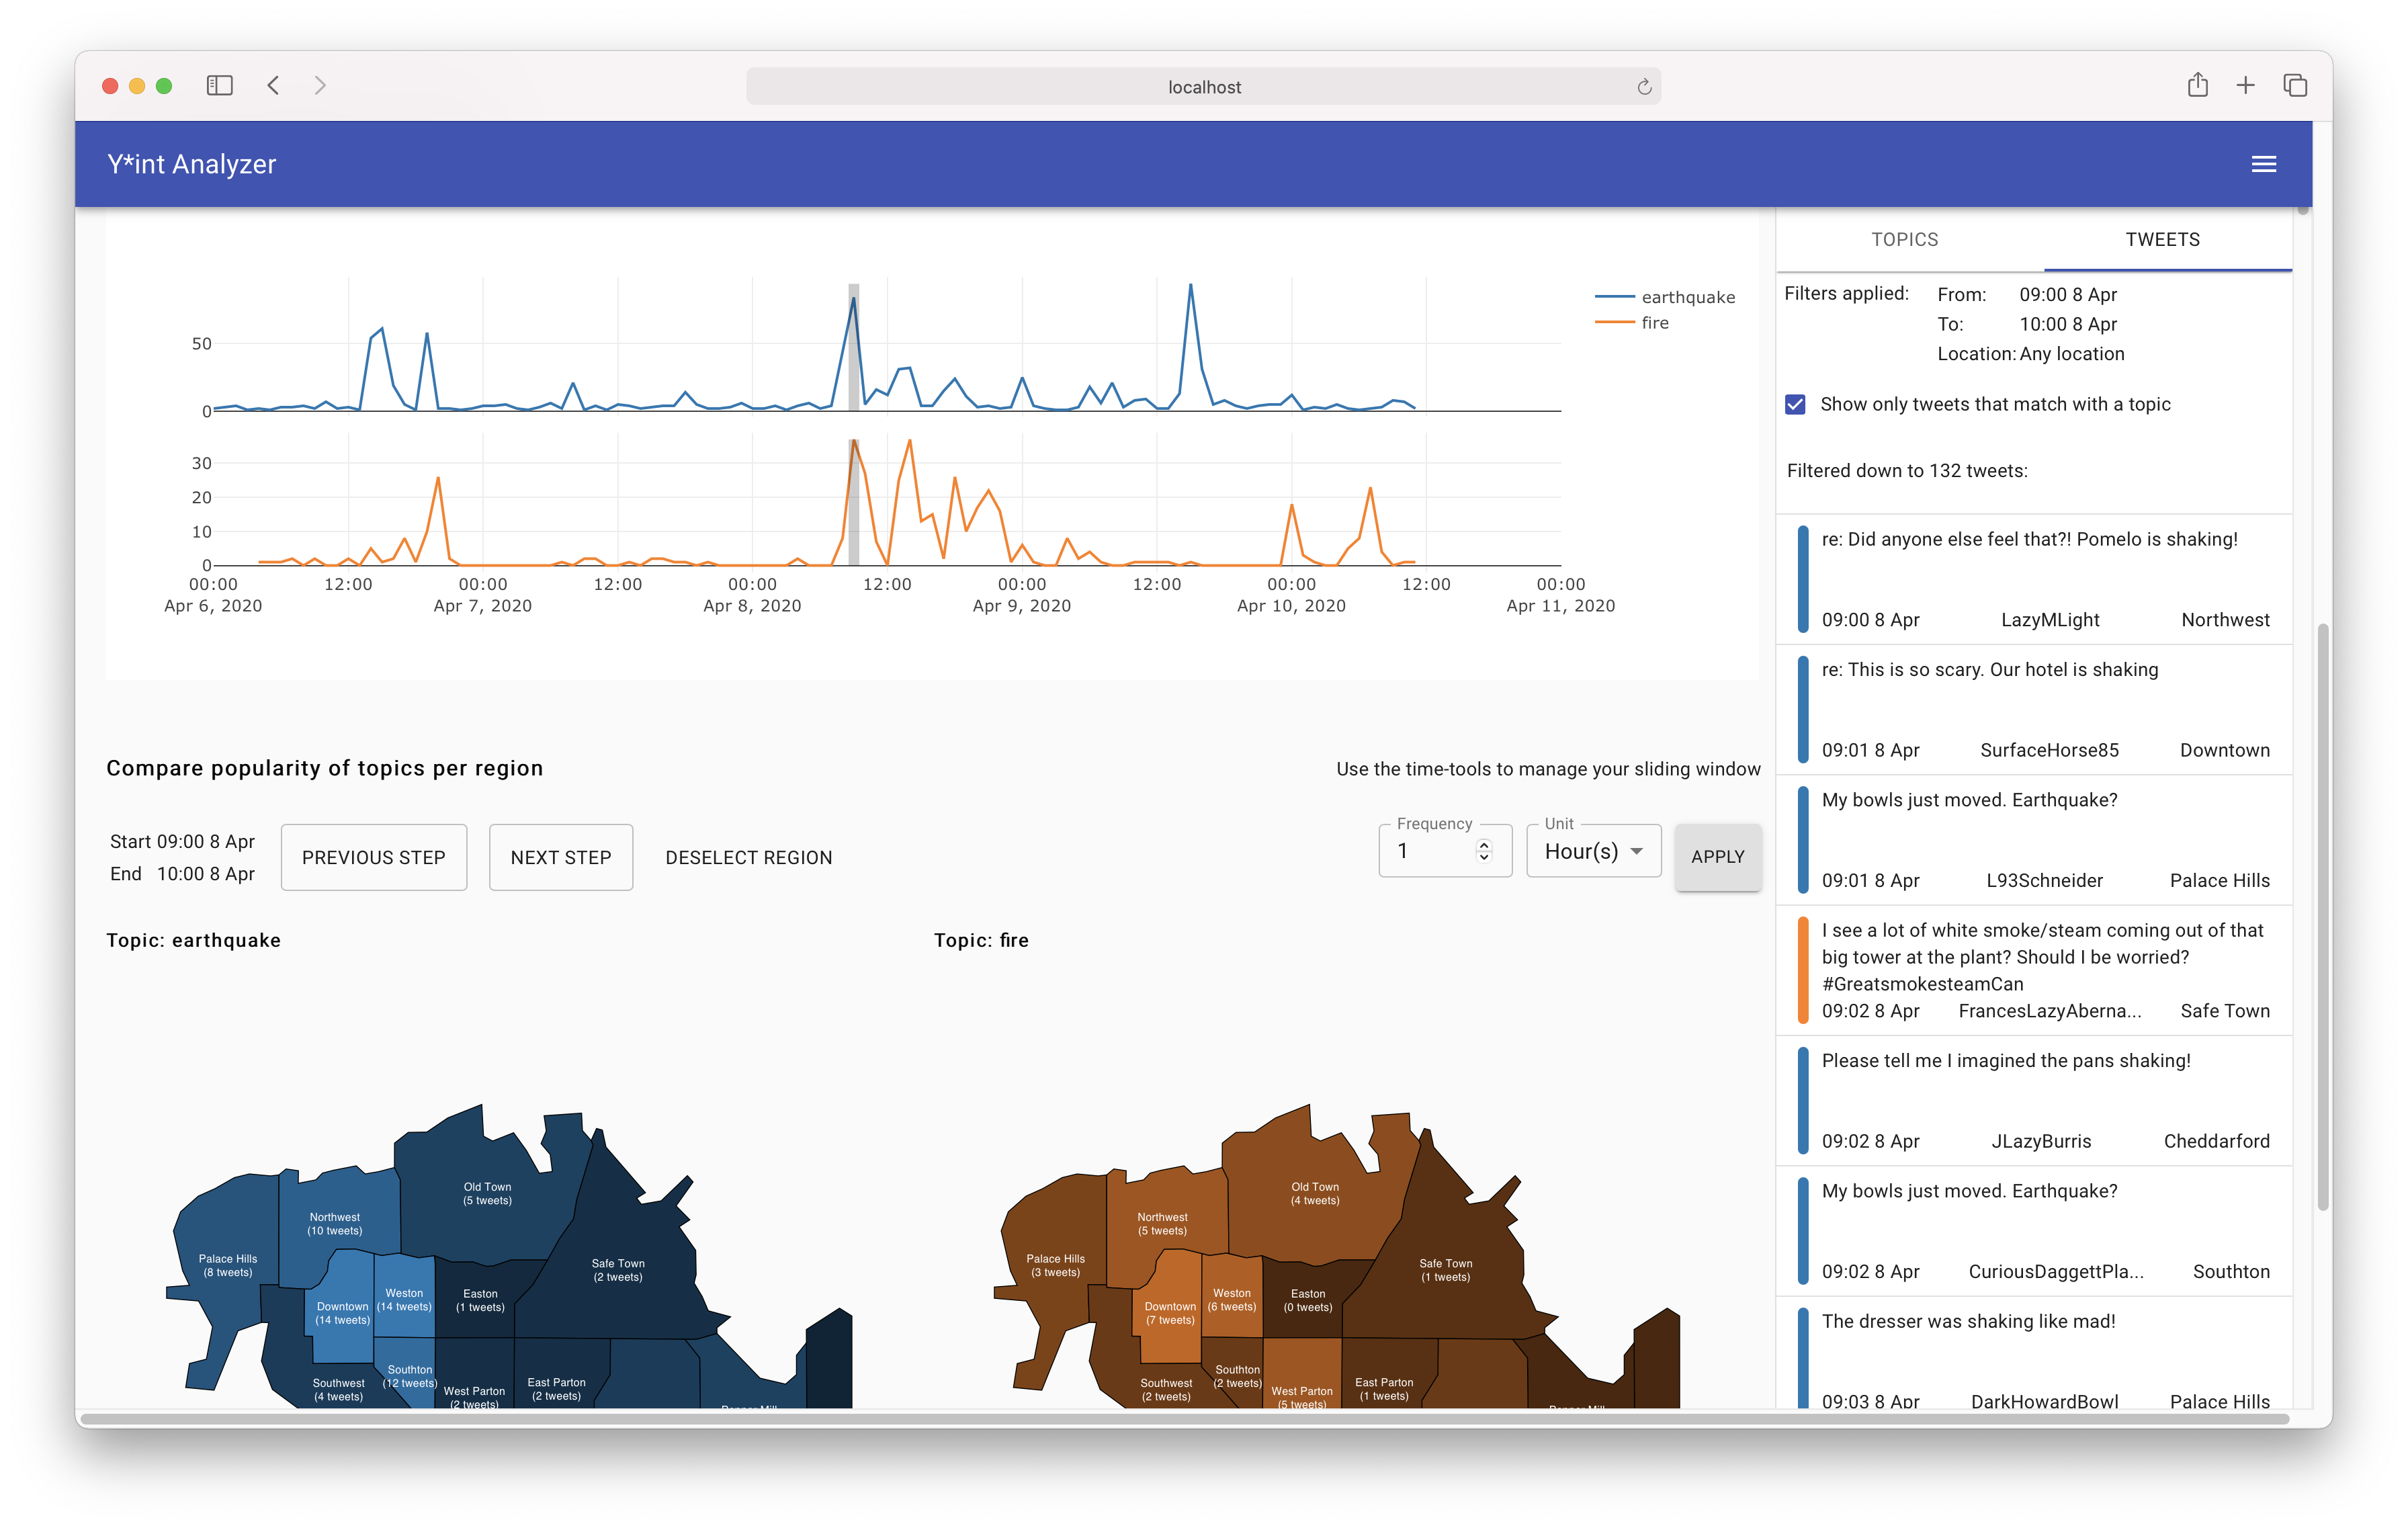 localhost
Y*int Analyzer
50
0
earthquake
fire
30
20
10
0
00:00 12:00 00:00 12:00 00:00 12:00 00:00 12:00 00:00 12:00 00:00
Apr 6, 2020 Apr 7, 2020 Apr 8, 2020 Apr 9, 2020 Apr 10, 2020 Apr 11, 2020
Compare popularity of topics per region
Use the time-tools to manage your sliding window
Start 09:00 8 Apr
End 10:00 8 Apr
PREVIOUS STEP
NEXT STEP
DESELECT REGION
Frequency
1
Unit
Hour(s)
APPLY
Topic: earthquake
Old Town
(5 tweets)
Northwest
(10 tweets)
Palace Hills
(8 tweets)
Safe Town
(2 tweets)
Weston
(14 tweets)
Easton
(1 tweets)
Downtown
(14 tweets)
Southton
(12 tweets)
Southwest
(4 tweets)
West Parton
(2 tweets)
East Parton
(2 tweets)
Pepper Mill
Topic: fire
Old Town
(4 tweets)
Northwest
(5 tweets)
Palace Hills
(3 tweets)
Safe Town
(1 tweets)
Weston
(6 tweets)
Easton
(0 tweets)
Downtown
(7 tweets)
Southton
(2 tweets)
Southwest
(2 tweets)
West Parton
(5 tweets)
East Parton
(1 tweets)
Pepper Mill
TOPICS
TWEETS
Filters applied:
From: 09:00 8 Apr
To: 10:00 8 Apr
Location: Any location
Show only tweets that match with a topic
Filtered down to 132 tweets:
re: Did anyone else feel that?! Pomelo is shaking!
09:00 8 Apr LazyMLight Northwest
re: This is so scary. Our hotel is shaking
09:01 8 Apr SurfaceHorse85 Downtown
My bowls just moved. Earthquake?
09:01 8 Apr L93Schneider Palace Hills
I see a lot of white smoke/steam coming out of that
big tower at the plant? Should I be worried?
#GreatsmokesteamCan
09:02 8 Apr FrancesLazyAberna... Safe Town
Please tell me I imagined the pans shaking!
09:02 8 Apr JLazyBurris Cheddarford
My bowls just moved. Earthquake?
09:02 8 Apr CuriousDaggettPla... Southton
The dresser was shaking like mad!
09:03 8 Apr DarkHowardBowl Palace Hills